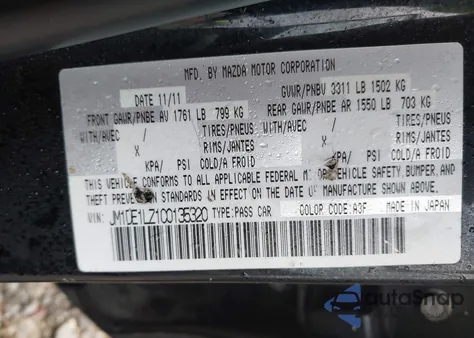 MFD. BY MAZDA MOTOR CORPORATION
DATE 11/11 GVWR/PNBV 3311 LB 1502 KG
FRONT GAWR/PNBE AV 1761 LB 799 KG REAR GAWR/PNBE AR 1550 LB 703 KG
WITH/AVEC / TIRES/PNEUS WITH/AVEC / TIRES/PNEUS
X RIMS/JANTES X RIMS/JANTES
KPA/ PSI COLD/A FROID KPA/ PSI COLD/A FROID
THIS VEHICLE CONFORMS TO ALL APPLICABLE FEDERAL VEHICLE SAFETY, BUMPER, AND
THEFT STANDARDS IN EFFECT ON THE DATE OF MANUFACTURE SHOWN ABOVE.
VIN: JM1DE1LZ1C0135320 TYPE:PASS CAR COLOR CODE: A3F MADE IN JAPAN
autoSnap